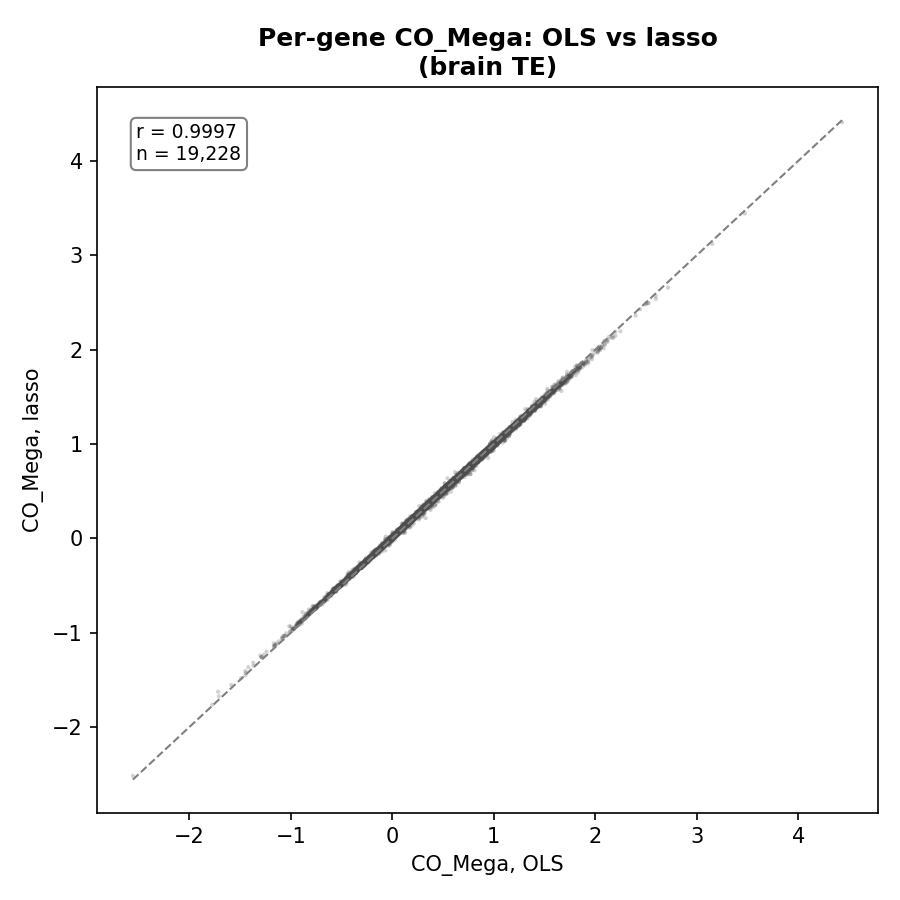 Per-gene CO_Mega: OLS vs lasso
(brain TE)
r = 0.9997
n = 19,228
CO_Mega, lasso
4
3
2
1
0
−1
−2
−2
−1
0
1
2
3
4
CO_Mega, OLS